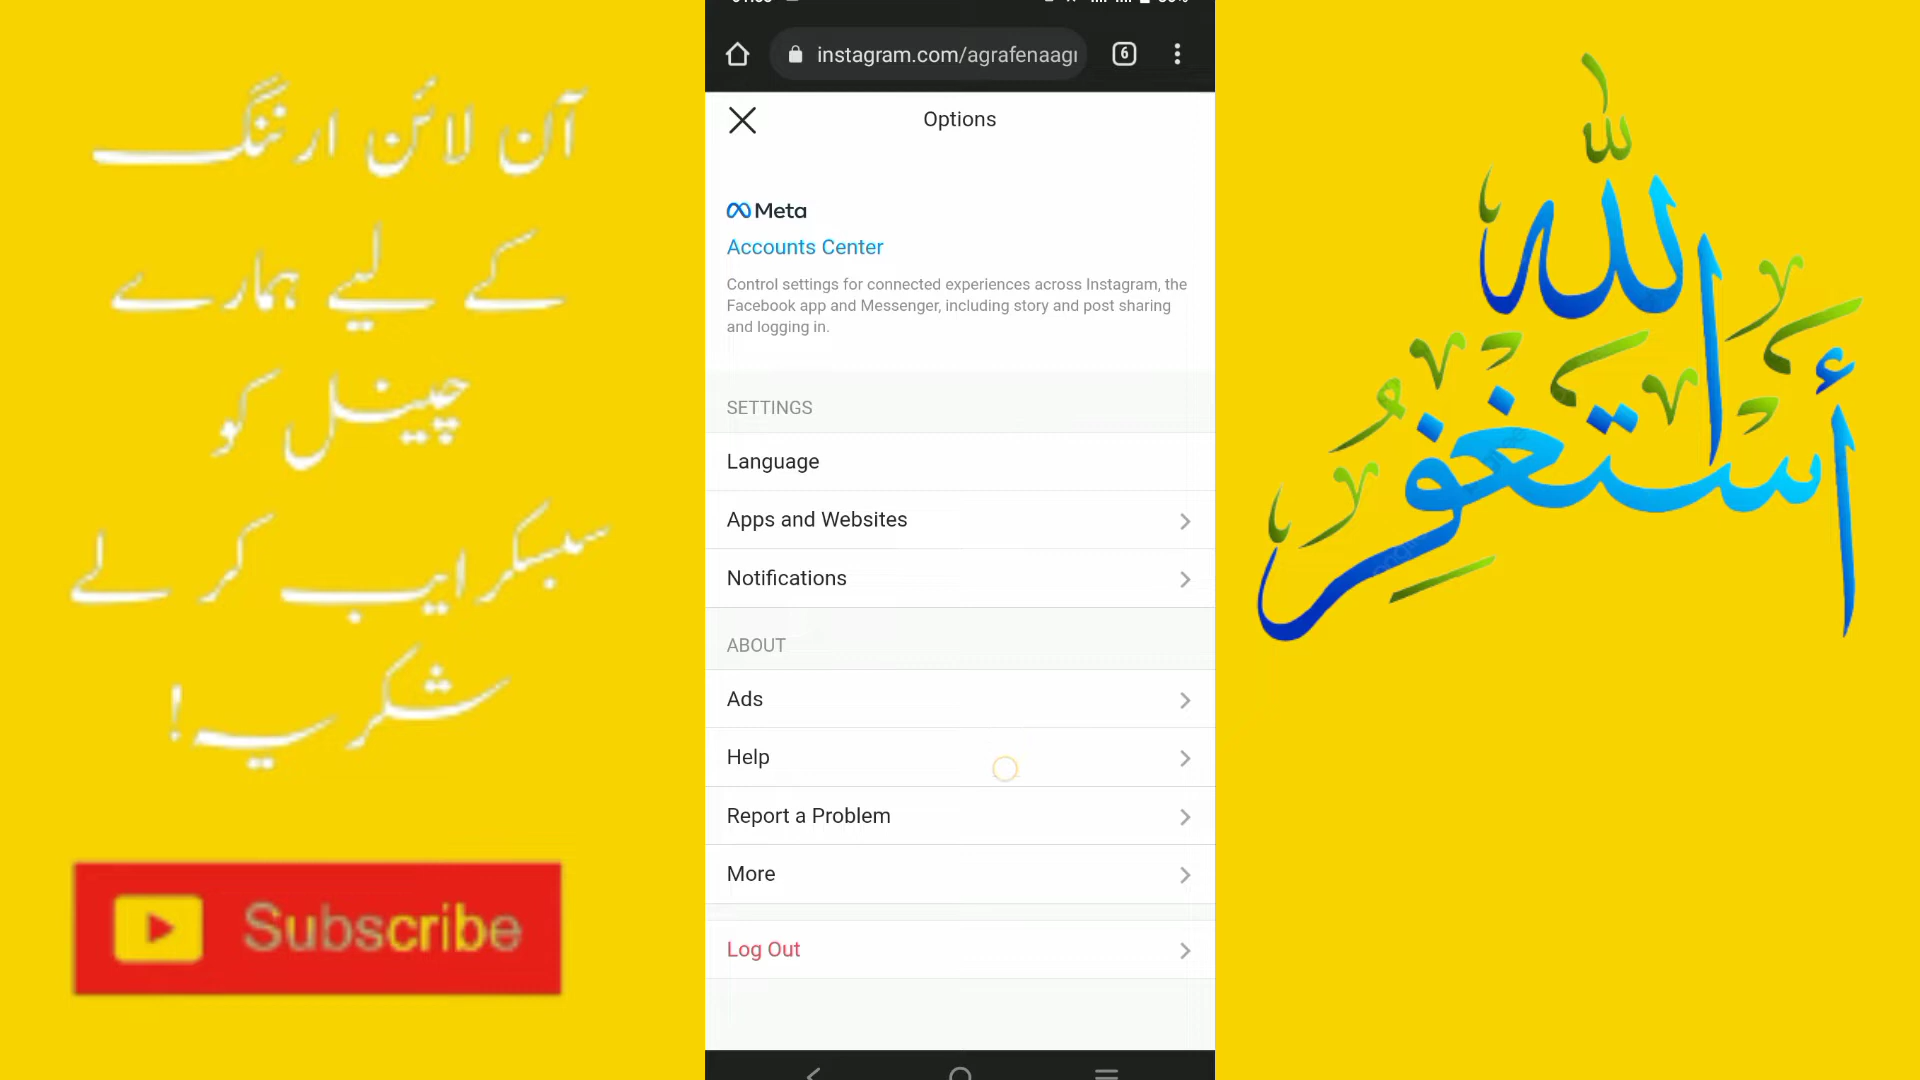 آن لائن ارننگ
کے لیے ہمارے
چینل کو
سبسکرایب کر لے
شکریہ!
Subscribe
instagram.com/agrafenaagr
6
Options
Meta
Accounts Center
Control settings for connected experiences across Instagram, the
Facebook app and Messenger, including story and post sharing
and logging in.
SETTINGS
Language
Apps and Websites
Notifications
ABOUT
Ads
Help
Report a Problem
More
Log Out
أستغفر الله